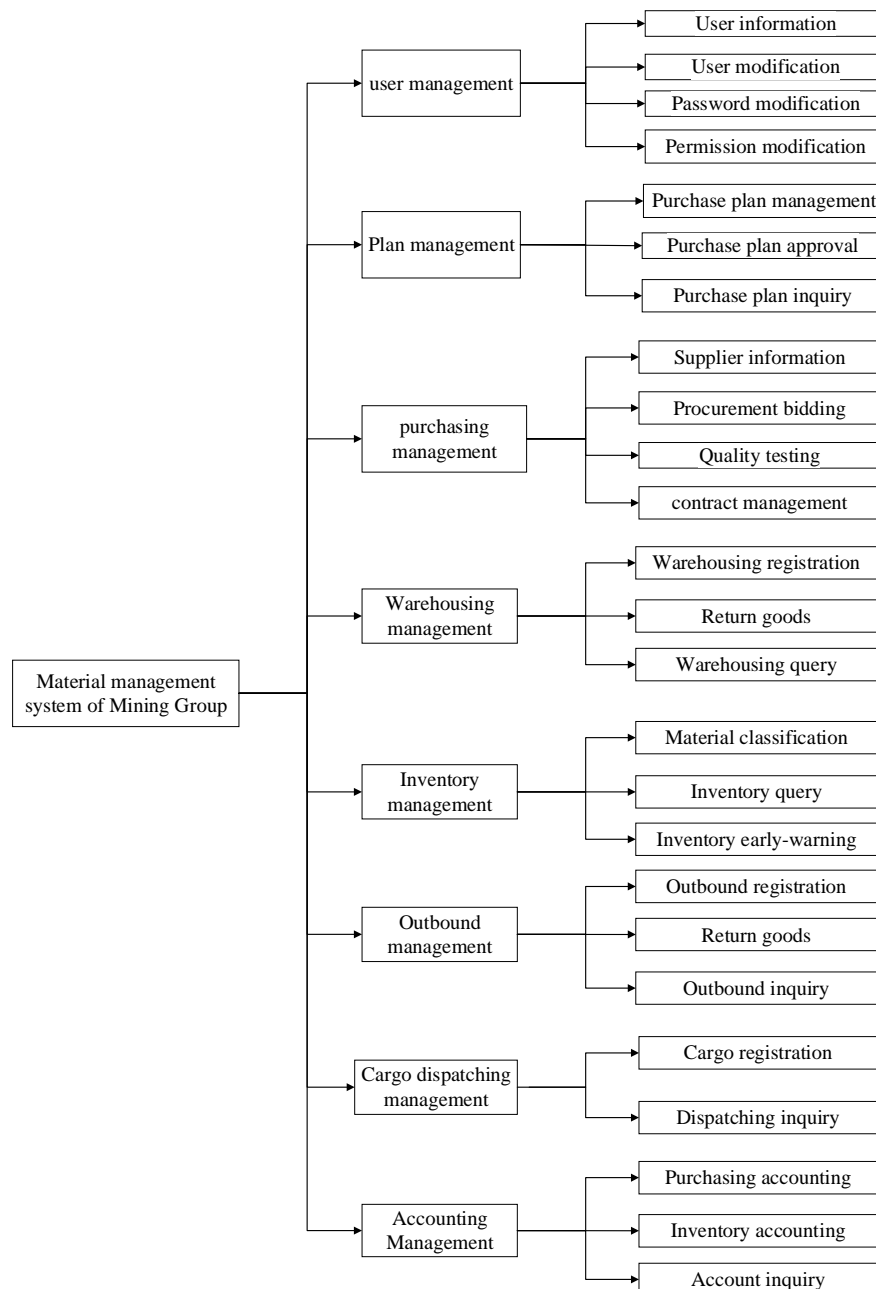 Material management
system of Mining Group
user management
User information
User modification
Password modification
Permission modification
Plan management
Purchase plan management
Purchase plan approval
Purchase plan inquiry
purchasing
management
Supplier information
Procurement bidding
Quality testing
contract management
Warehousing
management
Warehousing registration
Return goods
Warehousing query
Inventory
management
Material classification
Inventory query
Inventory early-warning
Outbound
management
Outbound registration
Return goods
Outbound inquiry
Cargo dispatching
management
Cargo registration
Dispatching inquiry
Accounting
Management
Purchasing accounting
Inventory accounting
Account inquiry